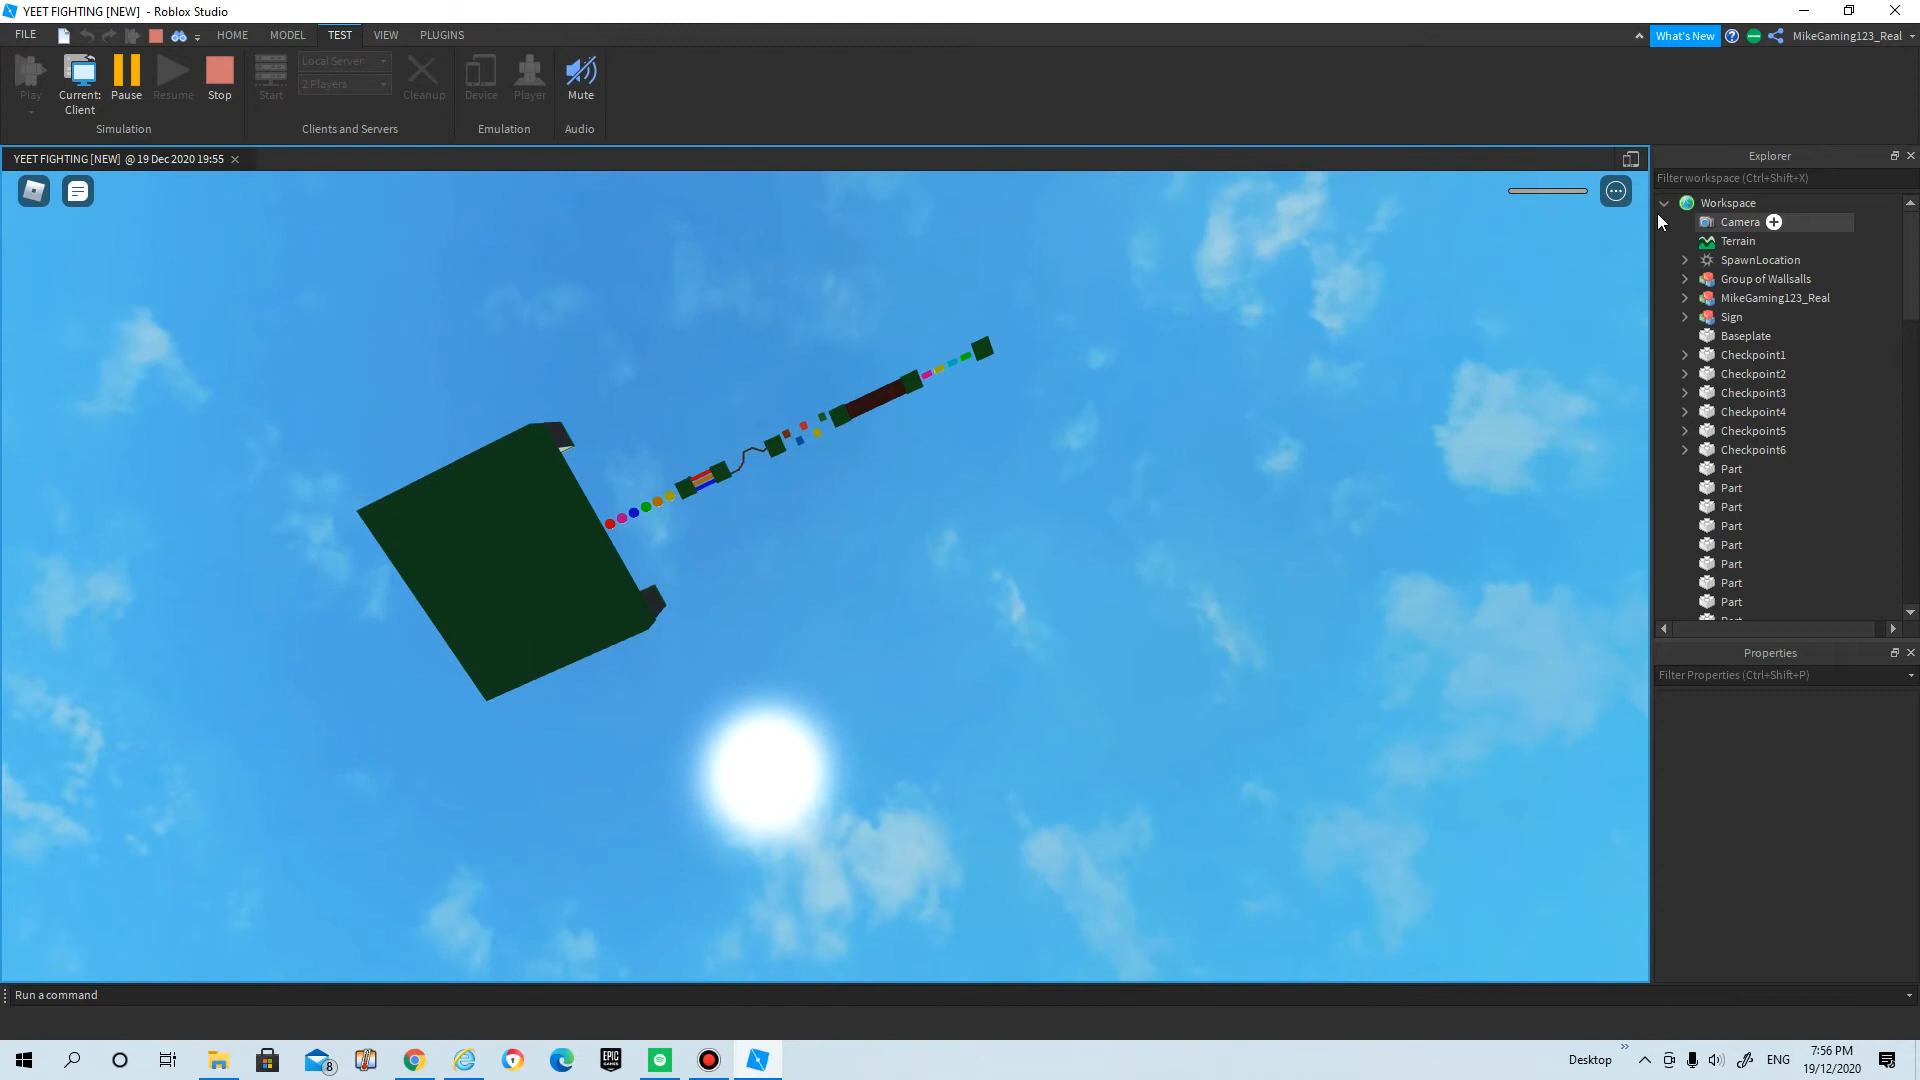 YEET FIGHTING [NEW] - Roblox Studio
FILE
HOME
MODEL
TEST
VIEW
PLUGINS
What's New
MikeGaming123_Real
Play
Current:
Client
Pause
Resume
Stop
Simulation
Start
Local Server
2 Players
Cleanup
Clients and Servers
Device
Player
Emulation
Mute
Audio
YEET FIGHTING [NEW] @ 19 Dec 2020 19:55
Explorer
Filter workspace (Ctrl+Shift+X)
Workspace
Camera
Terrain
SpawnLocation
Group of Wallsalls
MikeGaming123_Real
Sign
Baseplate
Checkpoint1
Checkpoint2
Checkpoint3
Checkpoint4
Checkpoint5
Checkpoint6
Part
Part
Part
Part
Part
Part
Part
Part
Properties
Filter Properties (Ctrl+Shift+P)
Run a command
8
EPIC
GAMES
Desktop
ENG
7:56 PM
19/12/2020